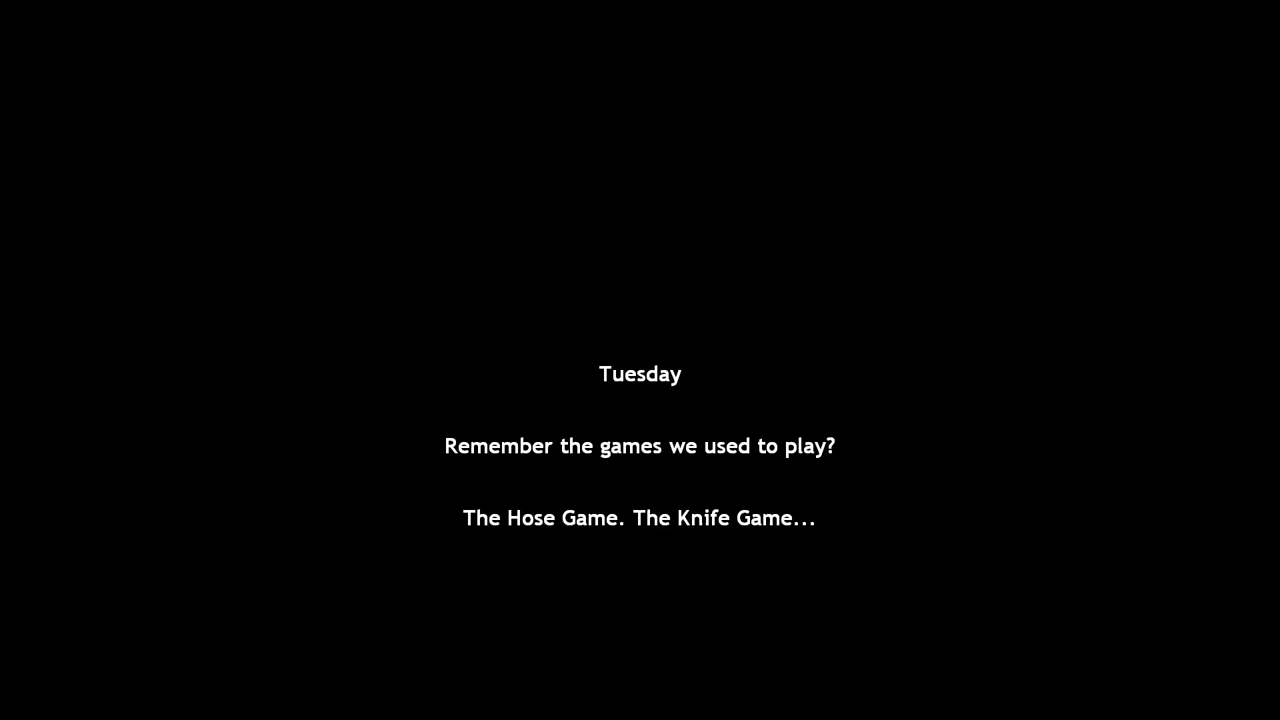 Tuesday
Remember the games we used to play?
The Hose Game. The Knife Game...